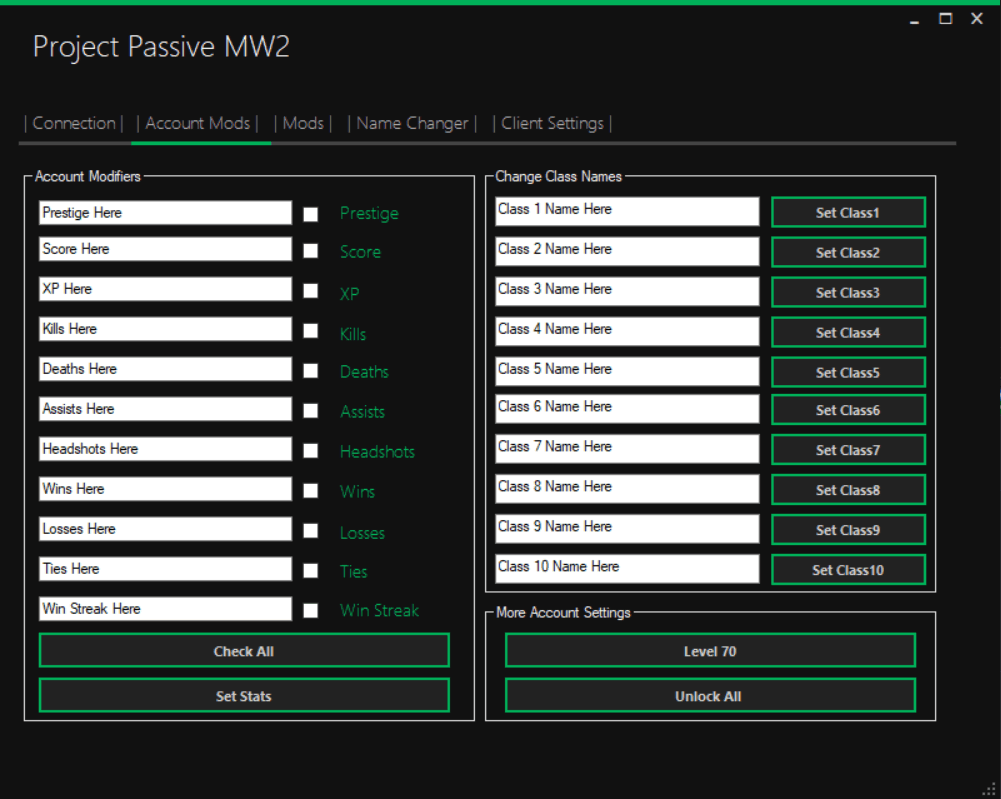 Project Passive MW2
| Connection | | Account Mods | | Mods | | Name Changer | | Client Settings |
Account Modifiers
Prestige Here Prestige
Score Here Score
XP Here XP
Kills Here Kills
Deaths Here Deaths
Assists Here Assists
Headshots Here Headshots
Wins Here Wins
Losses Here Losses
Ties Here Ties
Win Streak Here Win Streak
Check All
Set Stats
Change Class Names
Class 1 Name Here Set Class1
Class 2 Name Here Set Class2
Class 3 Name Here Set Class3
Class 4 Name Here Set Class4
Class 5 Name Here Set Class5
Class 6 Name Here Set Class6
Class 7 Name Here Set Class7
Class 8 Name Here Set Class8
Class 9 Name Here Set Class9
Class 10 Name Here Set Class10
More Account Settings
Level 70
Unlock All